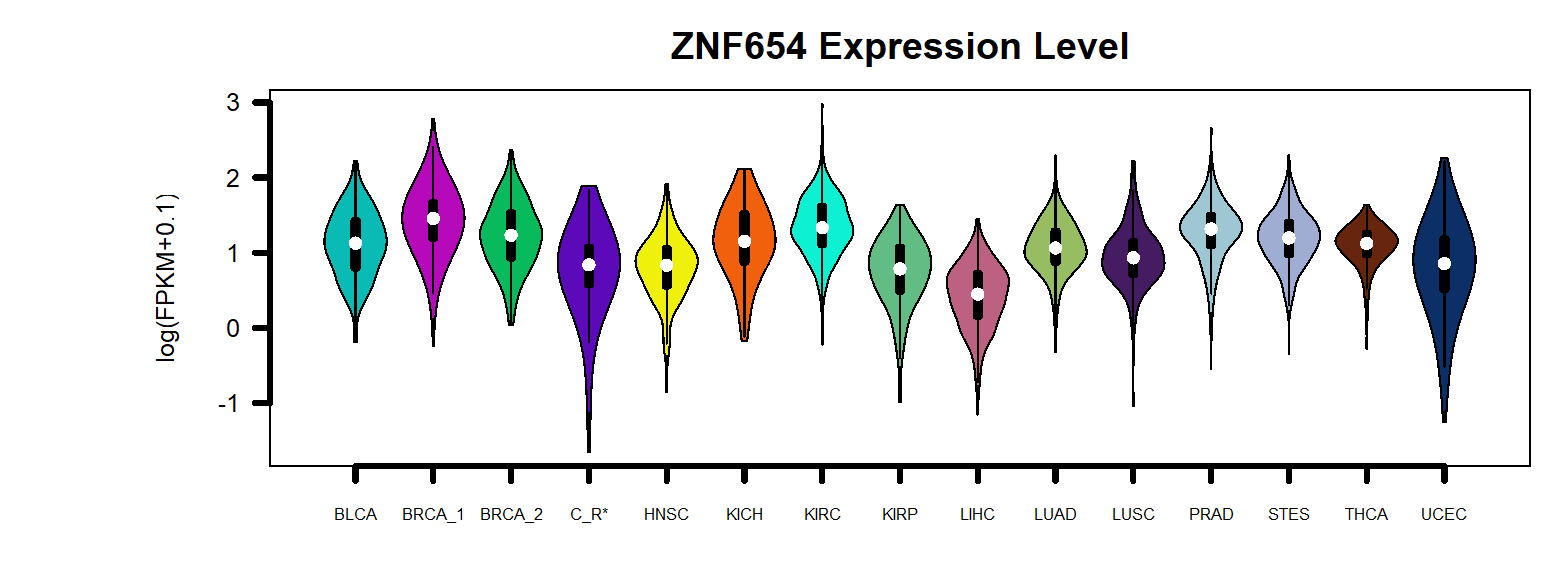 ZNF654 Expression Level
log(FPKM+0.1)
3
2
1
0
-1
BLCA BRCA_1 BRCA_2 C_R* HNSC KICH KIRC KIRP LIHC LUAD LUSC PRAD STES THCA UCEC